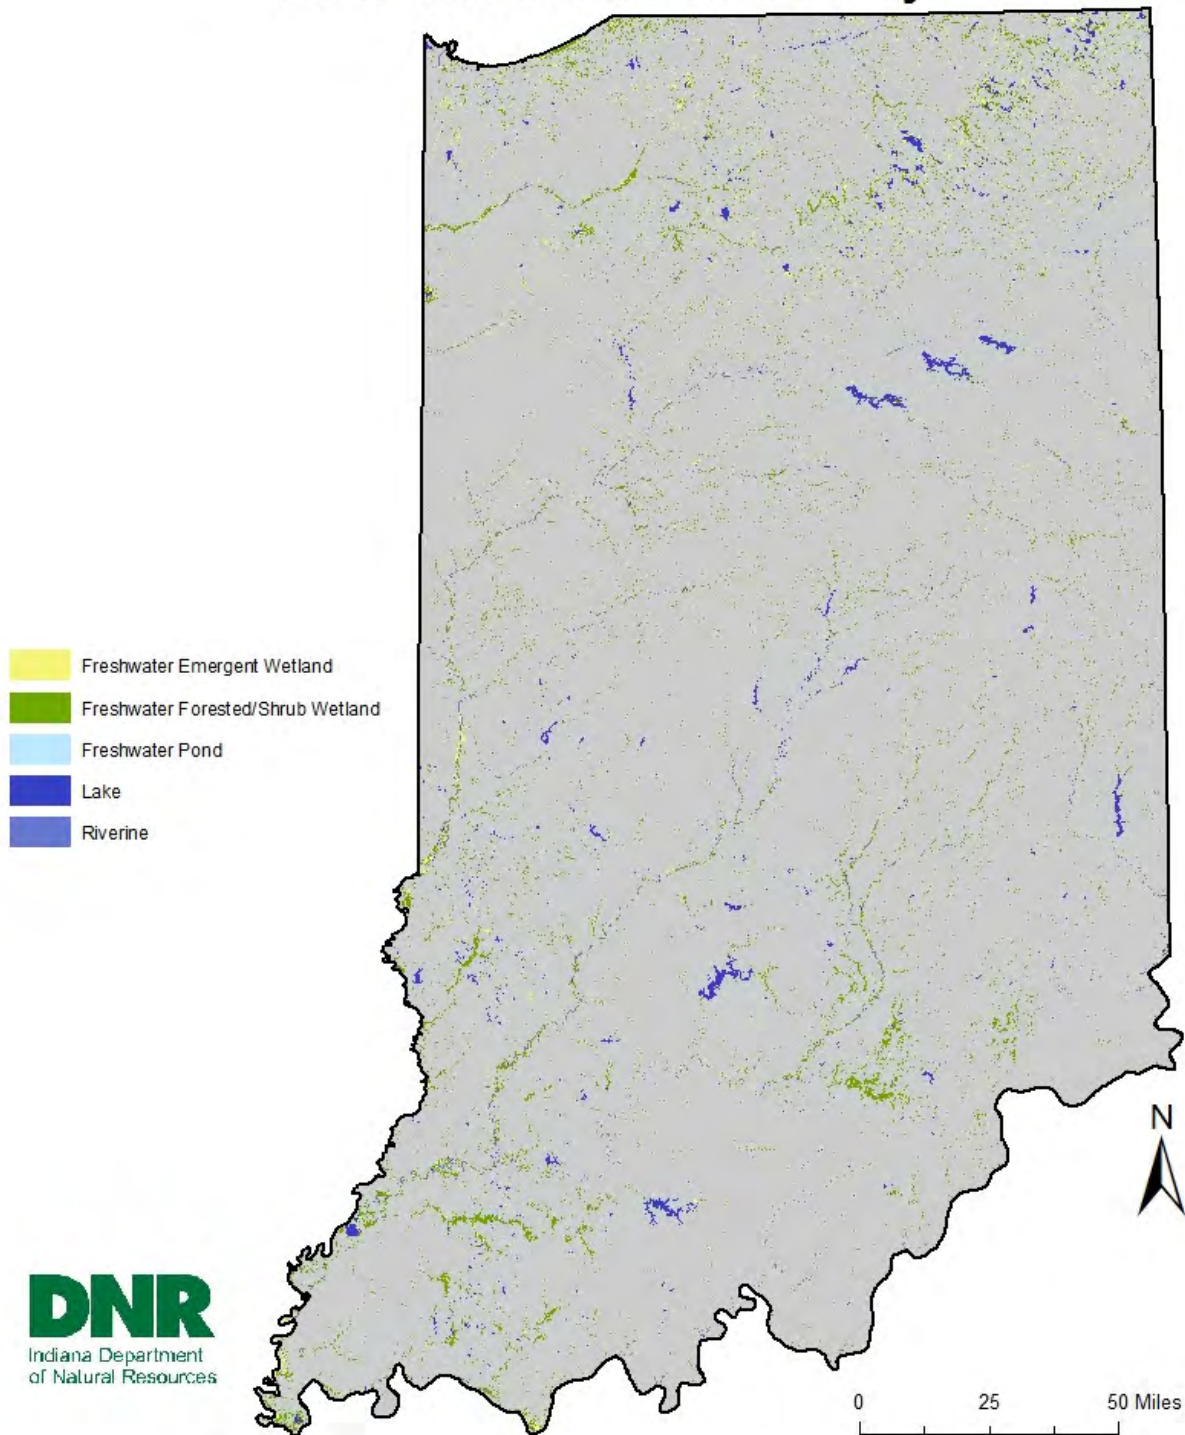 Freshwater Emergent Wetland
Freshwater Forested/Shrub Wetland
Freshwater Pond
Lake
Riverine
N
DNR
Indiana Department
of Natural Resources
0 25 50 Miles